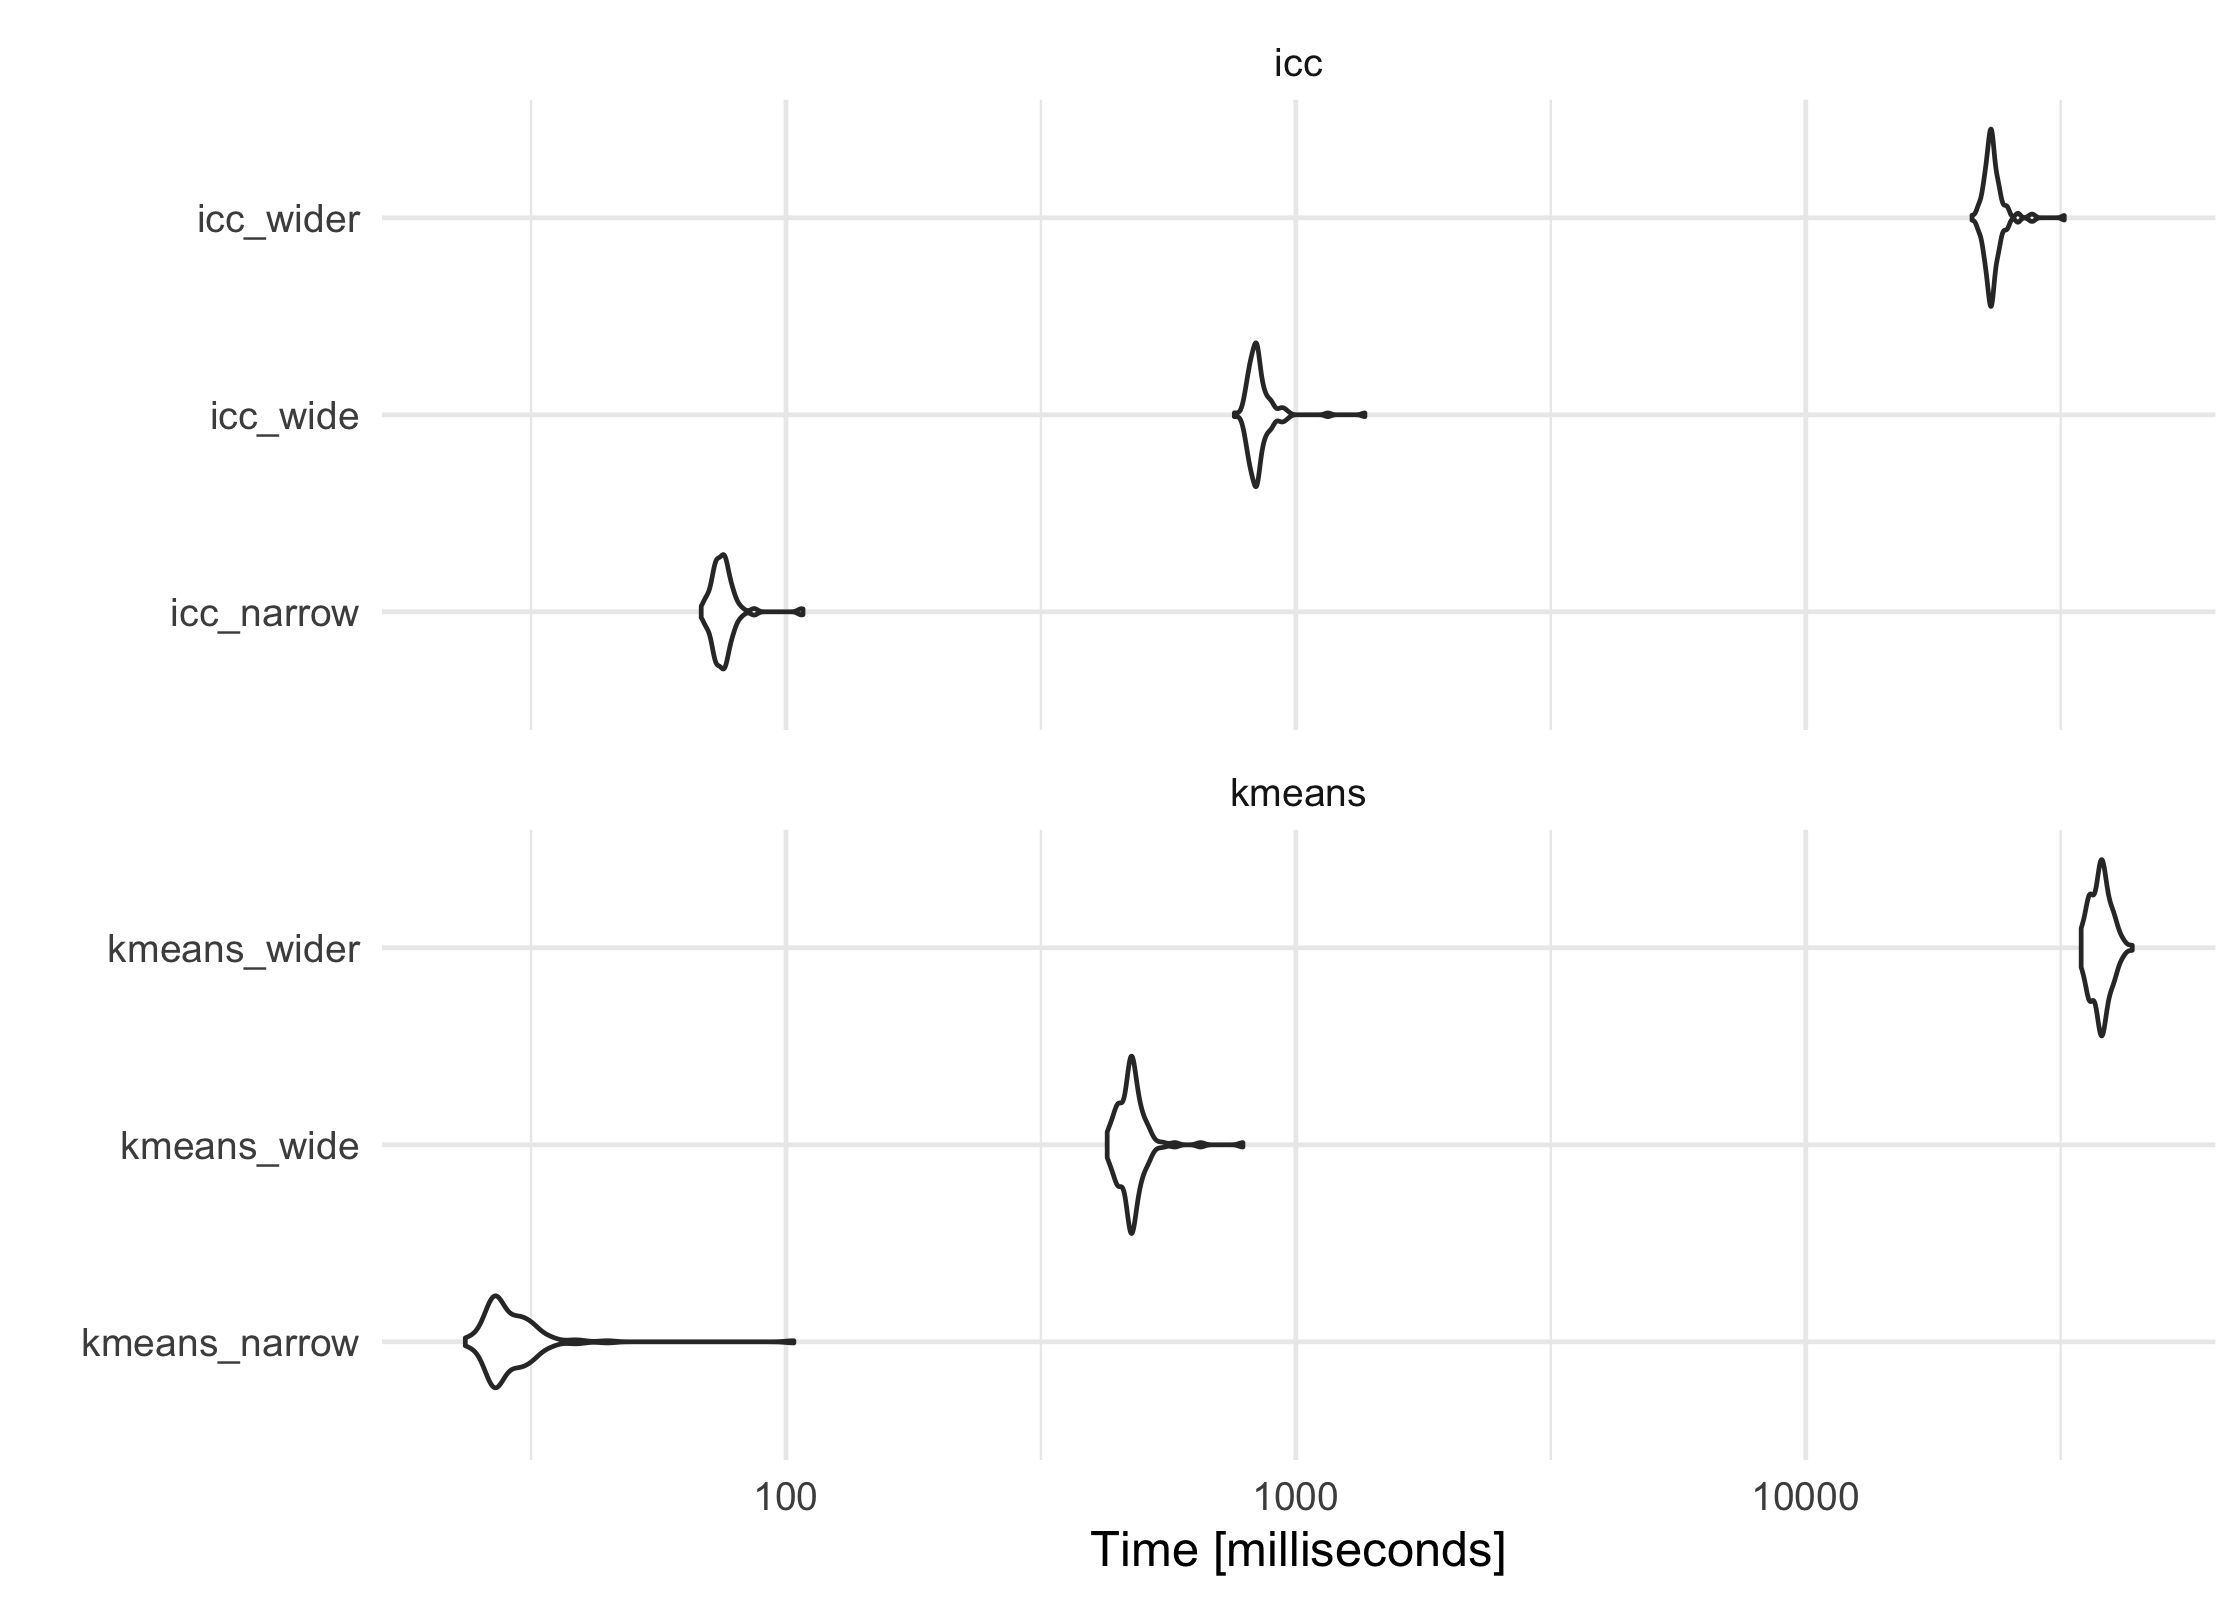 icc
icc_wider
icc_wide
icc_narrow
kmeans
kmeans_wider
kmeans_wide
kmeans_narrow
100 1000 10000
Time [milliseconds]